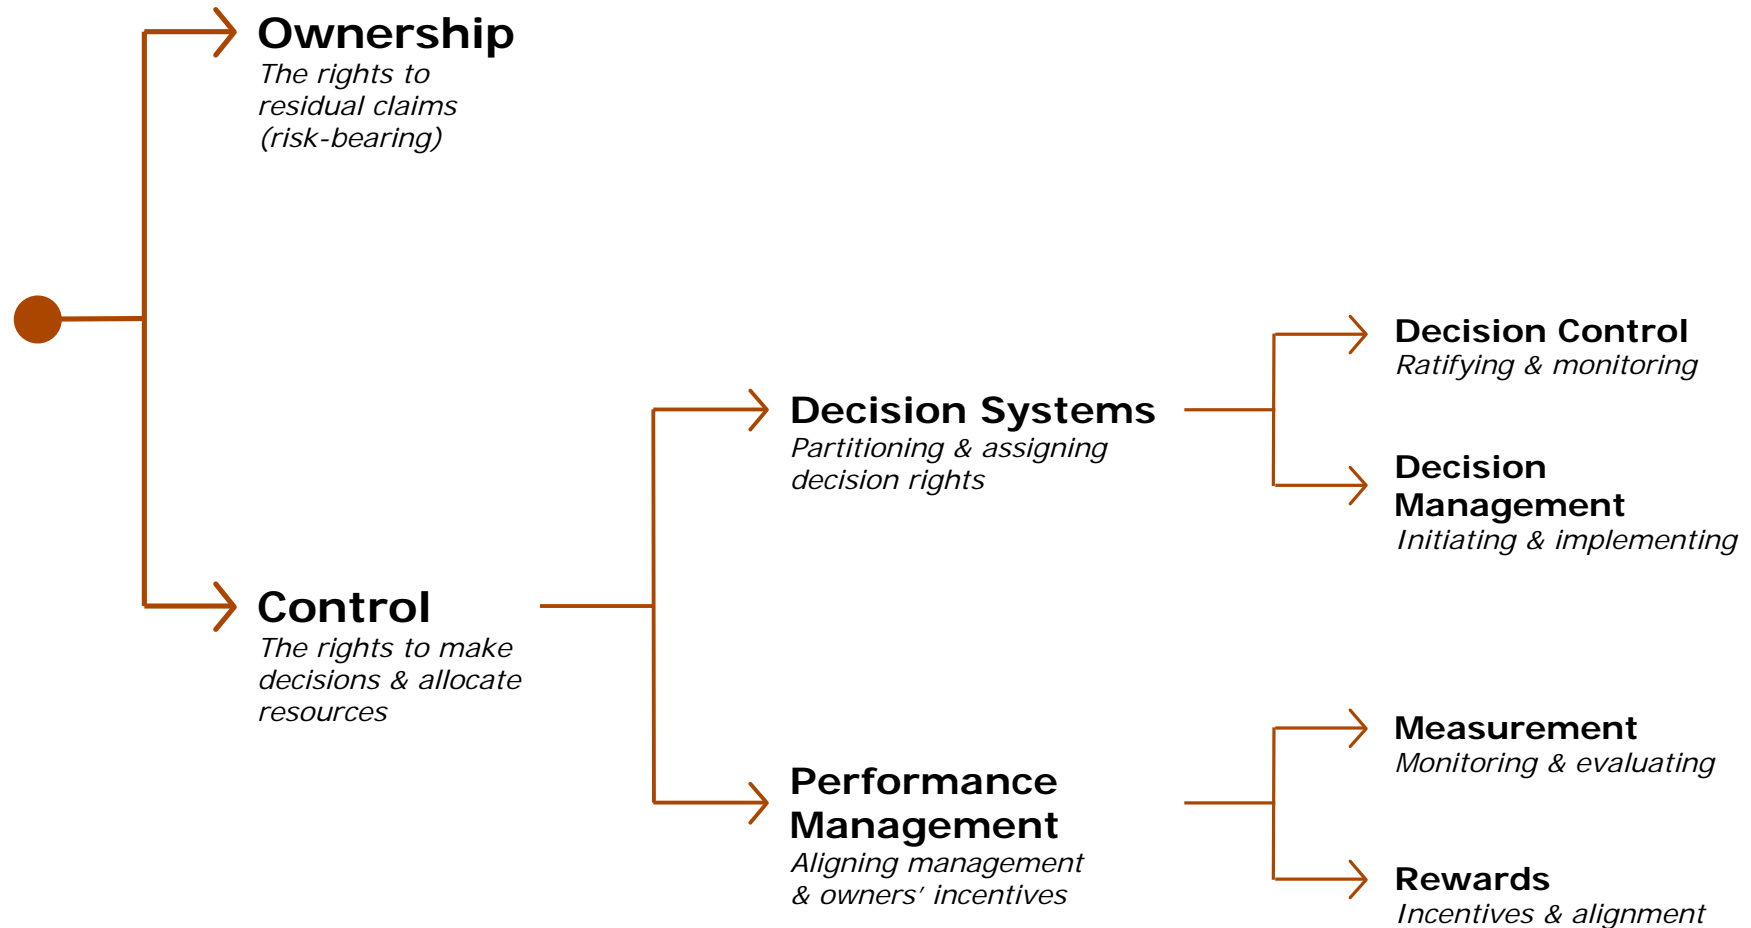 Ownership
The rights to
residual claims
(risk-bearing)
Control
The rights to make
decisions & allocate
resources
Decision Systems
Partitioning & assigning
decision rights
Performance
Management
Aligning management
& owners’ incentives
Decision Control
Ratifying & monitoring
Decision
Management
Initiating & implementing
Measurement
Monitoring & evaluating
Rewards
Incentives & alignment